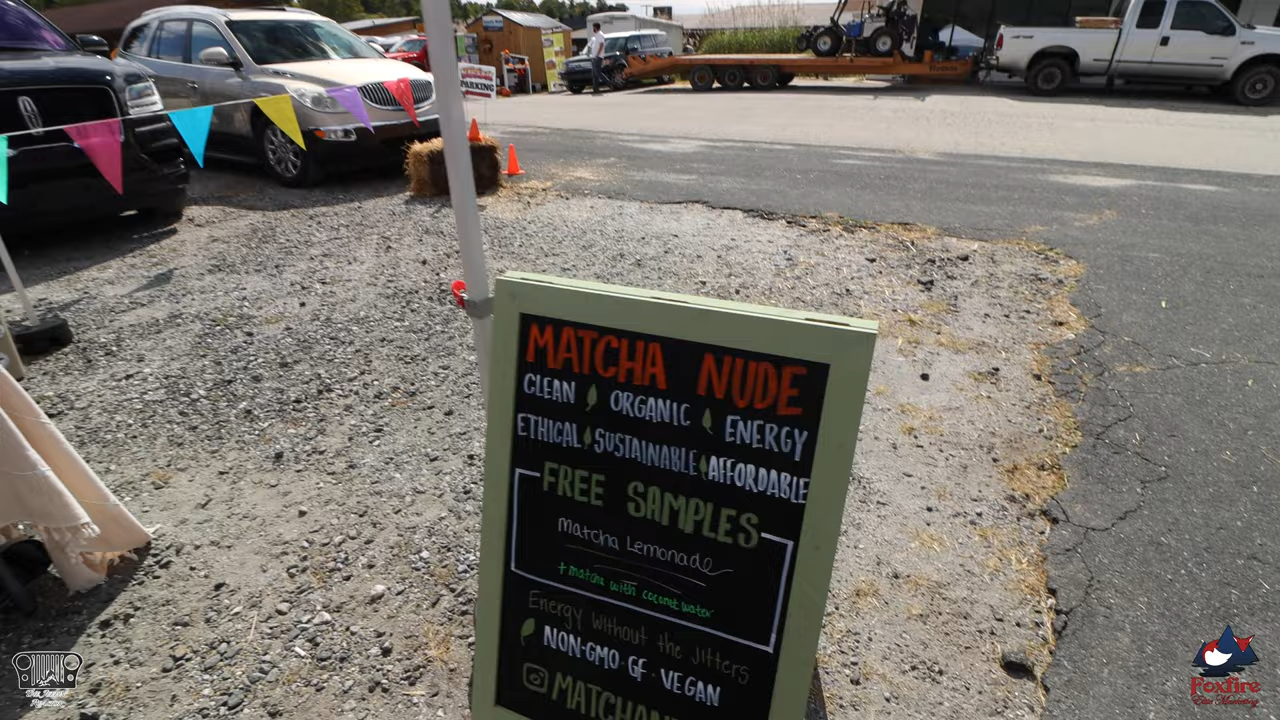 PARKING
MATCHA NUDE
CLEAN ORGANIC ENERGY
ETHICAL SUSTAINABLE AFFORDABLE
FREE SAMPLES
Matcha Lemonade
+ matcha with coconut water
Energy Without the Jitters
NON-GMO · GF · VEGAN
MATCHAN
Foxfire